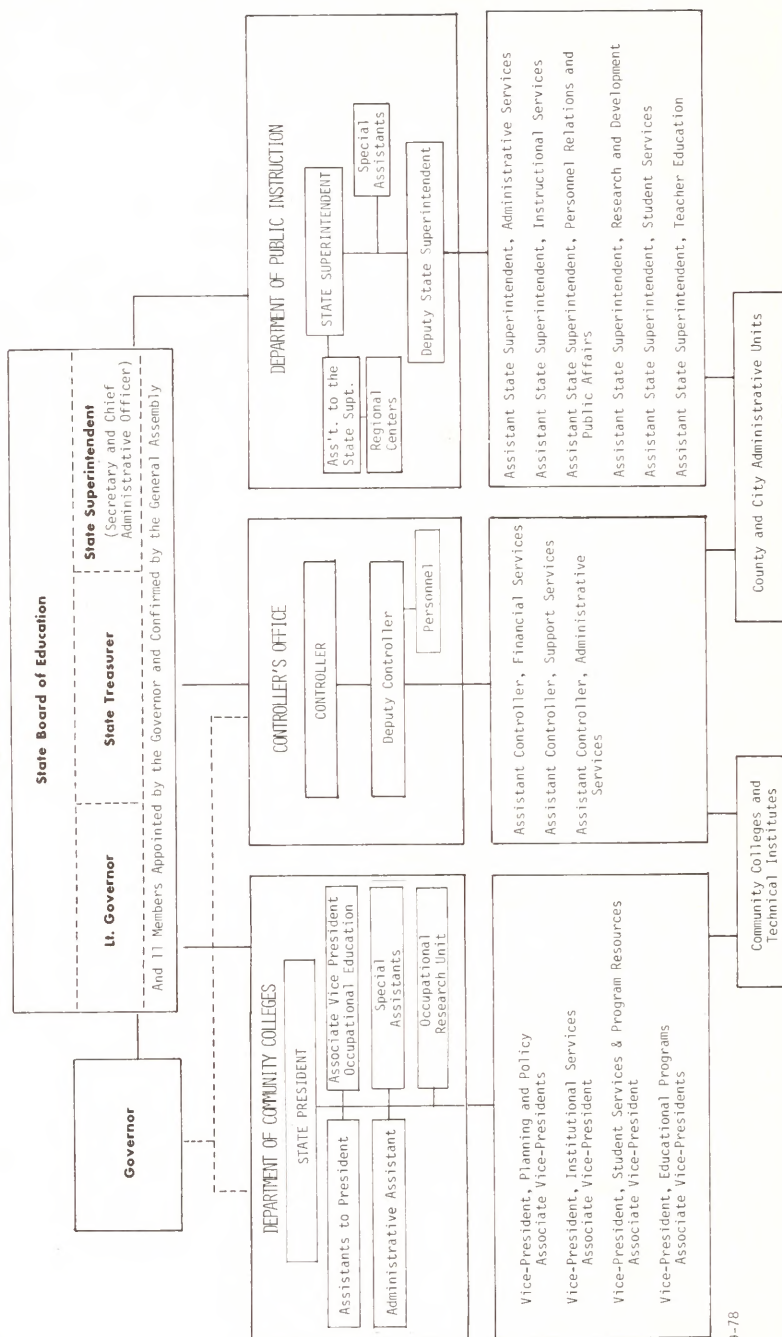 State Board of Education
Governor
Lt. Governor
State Treasurer
State Superintendent
(Secretary and Chief
Administrative Officer)
And 11 Members Appointed by the Governor and Confirmed by the General Assembly
DEPARTMENT OF COMMUNITY COLLEGES
STATE PRESIDENT
Assistants to President
Associate Vice President
Occupational Education
Administrative Assistant
Special
Assistants
Occupational
Research Unit
Vice-President, Planning and Policy
Associate Vice-Presidents
Vice-President, Institutional Services
Associate Vice-President
Vice-President, Student Services & Program Resources
Associate Vice-President
Vice-President, Educational Programs
Associate Vice-Presidents
CONTROLLER'S OFFICE
CONTROLLER
Deputy Controller
Personnel
Assistant Controller, Financial Services
Assistant Controller, Support Services
Assistant Controller, Administrative
Services
DEPARTMENT OF PUBLIC INSTRUCTION
STATE SUPERINTENDENT
Ass't. to the
State Supt.
Special
Assistants
Regional
Centers
Deputy State Superintendent
Assistant State Superintendent, Administrative Services
Assistant State Superintendent, Instructional Services
Assistant State Superintendent, Personnel Relations and
Public Affairs
Assistant State Superintendent, Research and Development
Assistant State Superintendent, Student Services
Assistant State Superintendent, Teacher Education
Community Colleges and
Technical Institutes
County and City Administrative Units